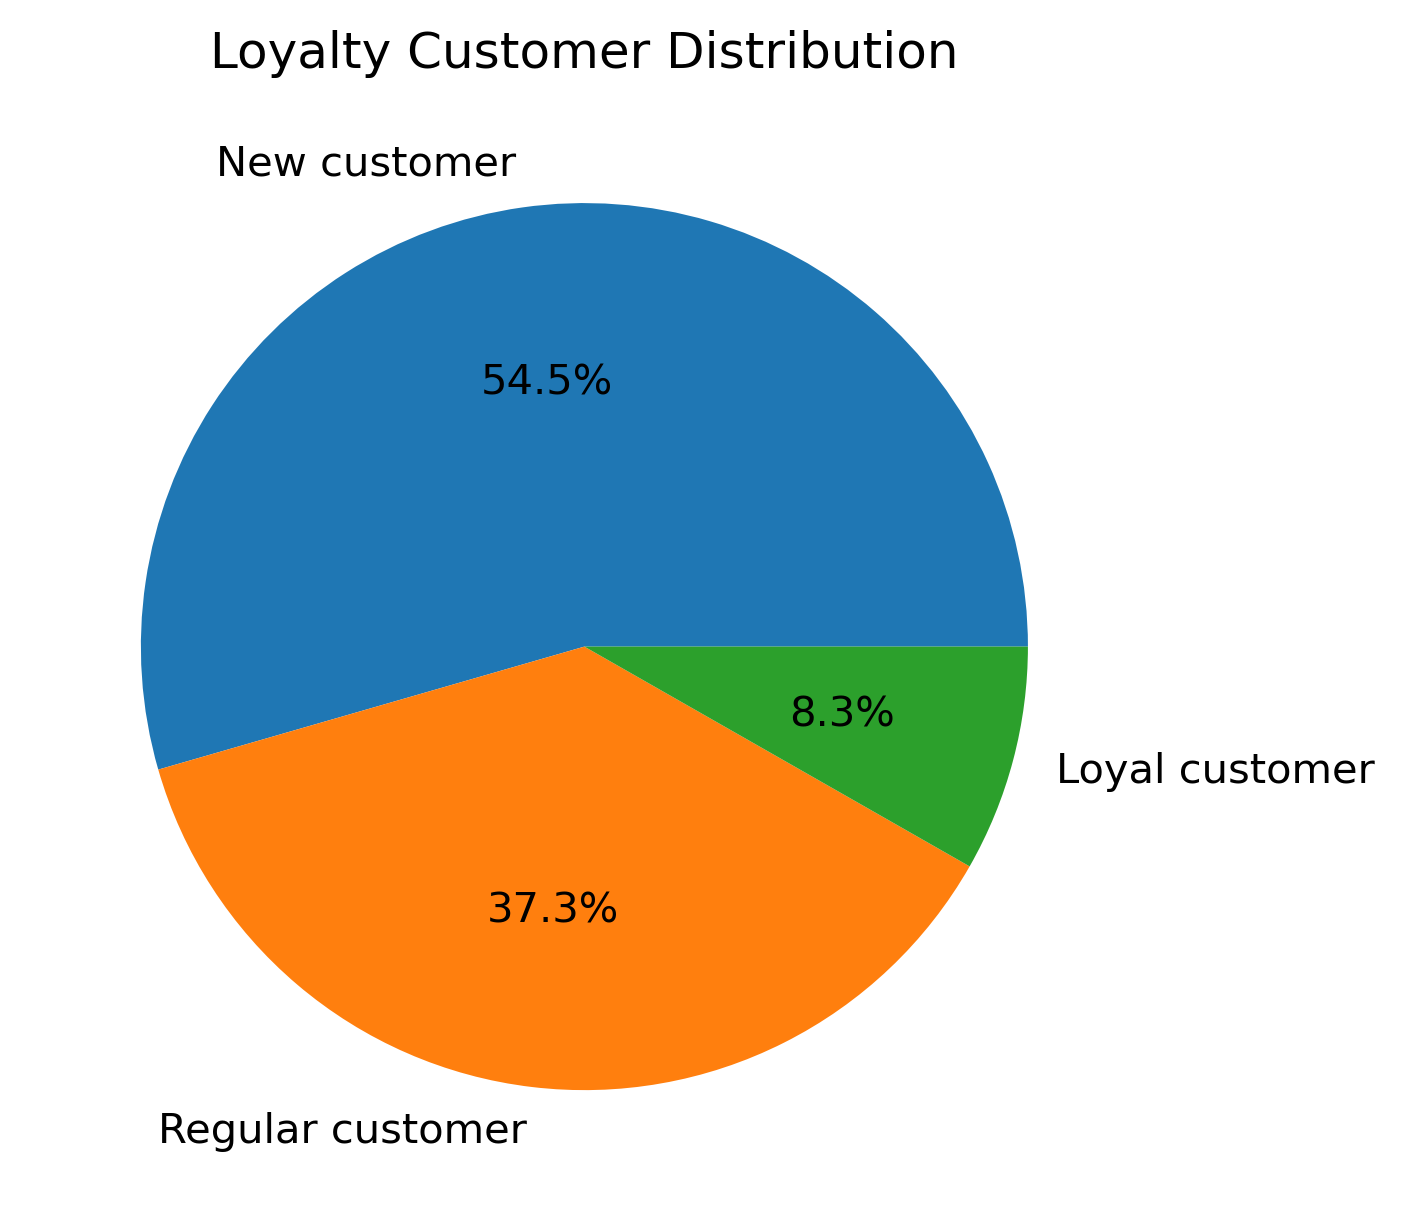 Loyalty Customer Distribution
New customer
54.5%
8.3%
Loyal customer
37.3%
Regular customer